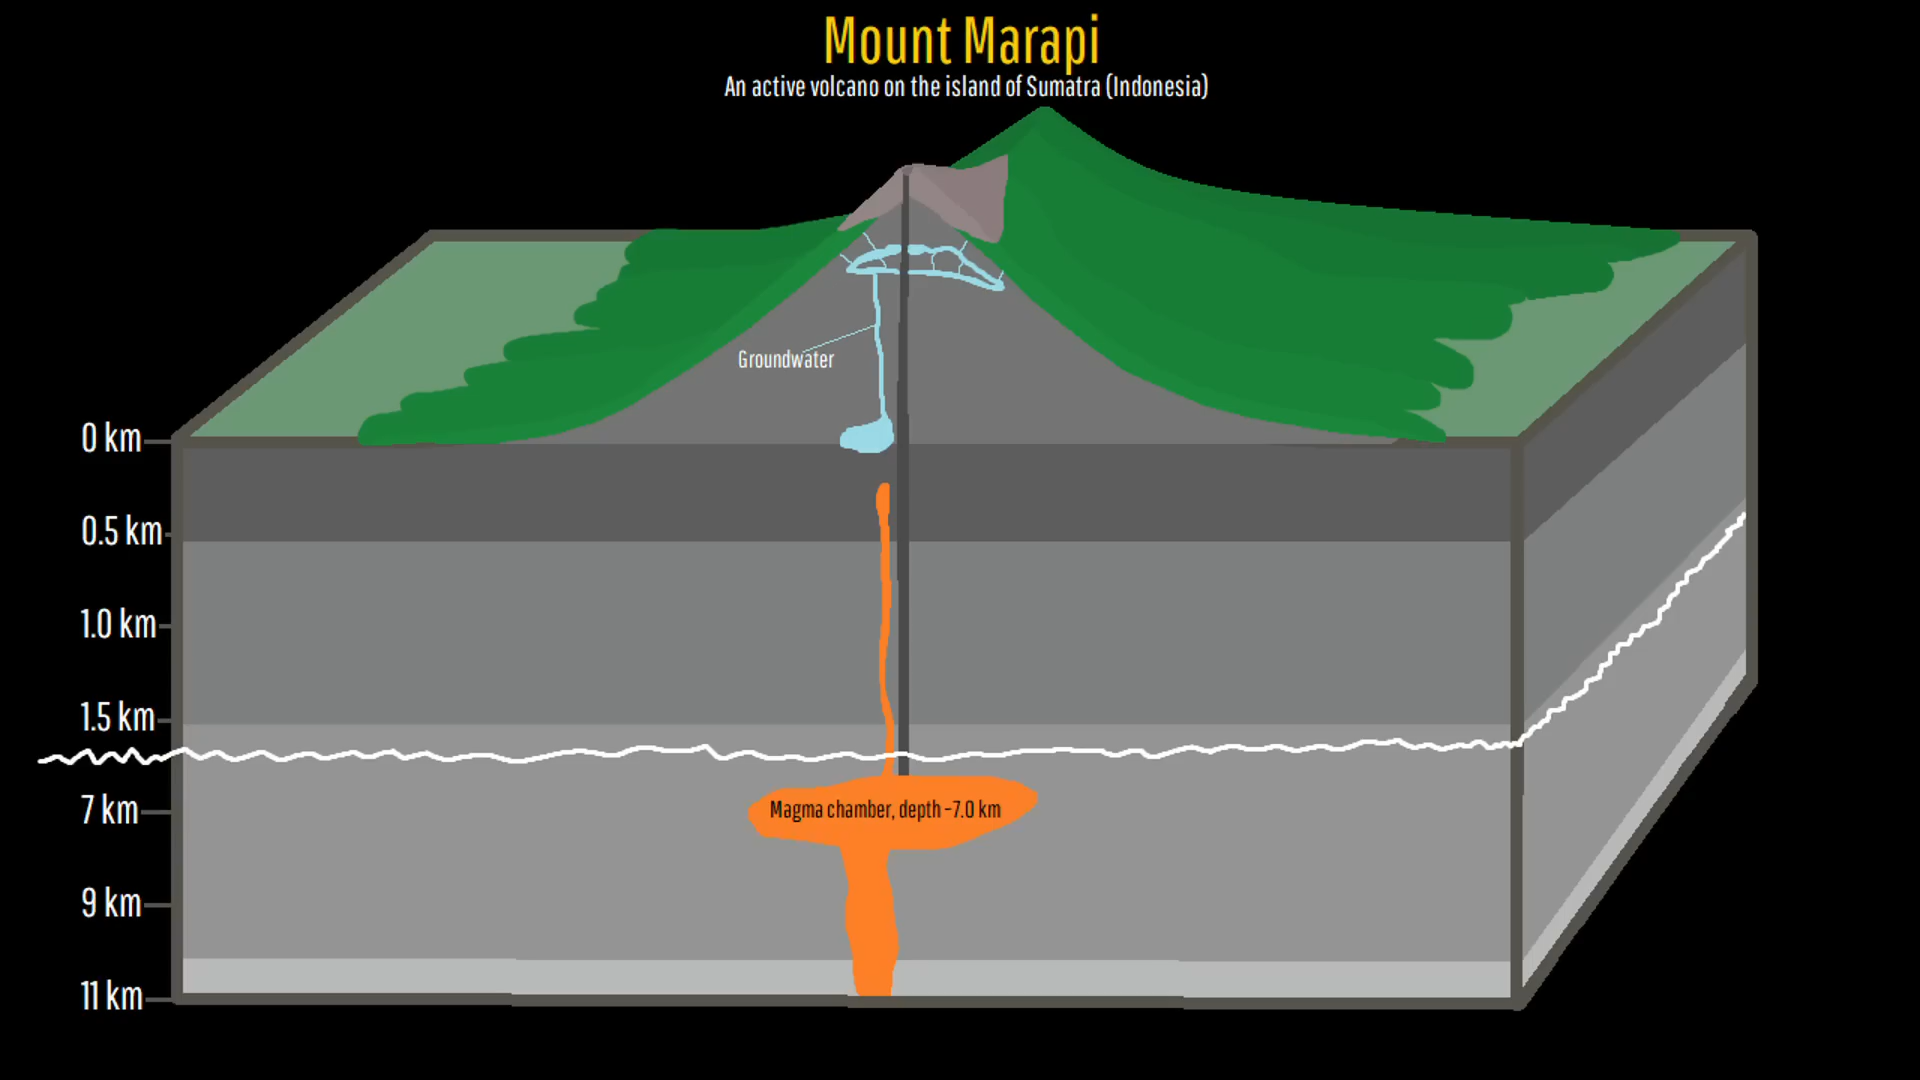 Mount Marapi
An active volcano on the island of Sumatra (Indonesia)
Groundwater
0 km
0.5 km
1.0 km
1.5 km
7 km
Magma chamber, depth ~7.0 km
9 km
11 km